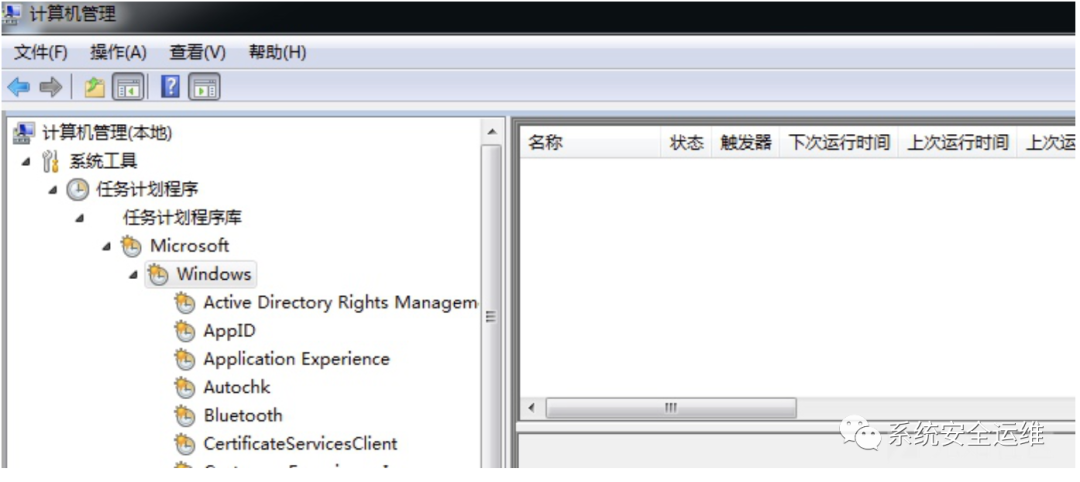 计算机管理
文件(F) 操作(A) 查看(V) 帮助(H)
计算机管理(本地)
系统工具
任务计划程序
任务计划程序库
Microsoft
Windows
Active Directory Rights Managem
AppID
Application Experience
Autochk
Bluetooth
CertificateServicesClient
名称 状态 触发器 下次运行时间 上次运行时间 上次运
系统安全运维